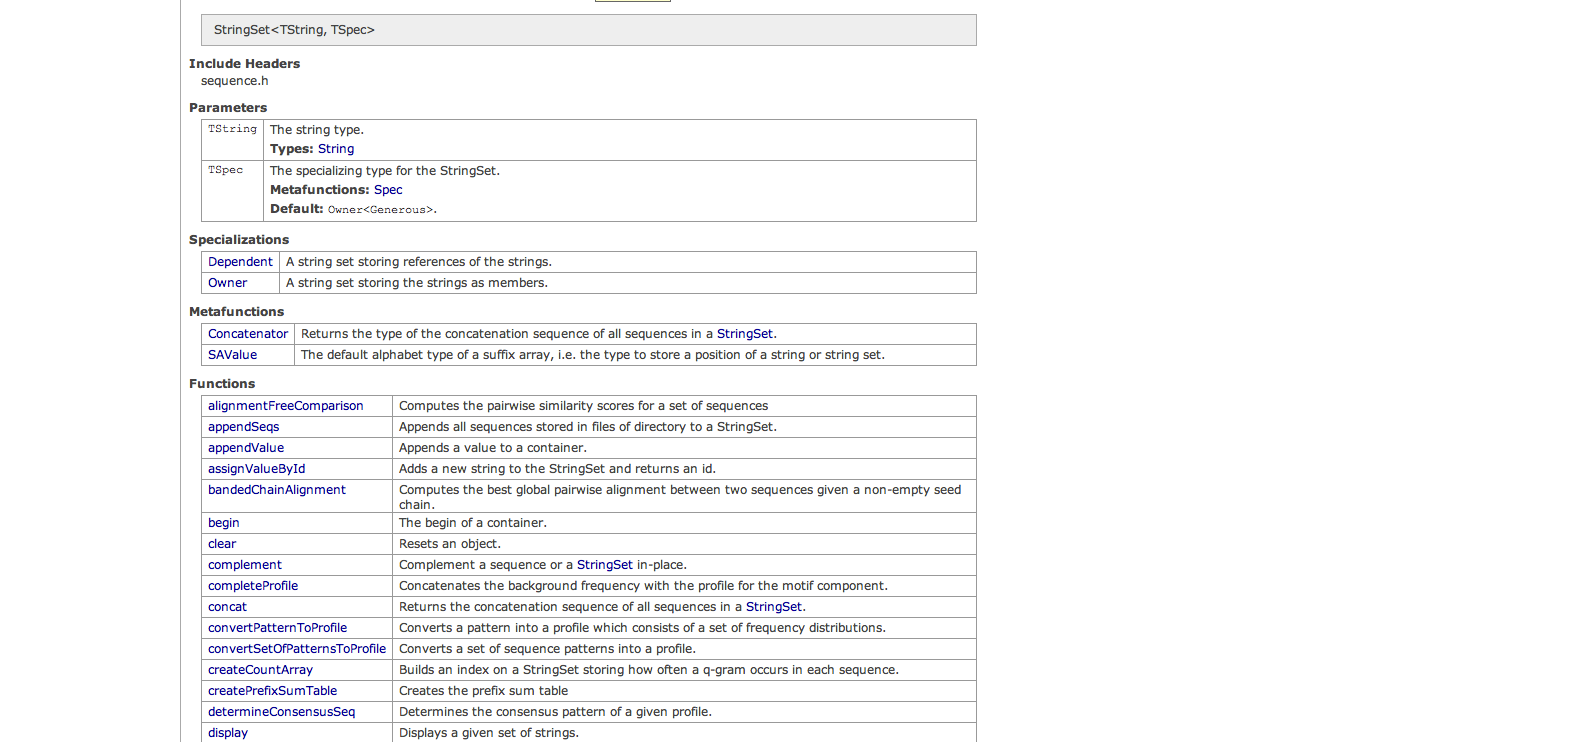 StringSet<TString, TSpec>
Include Headers
sequence.h
Parameters
TString The string type.
Types: String
TSpec The specializing type for the StringSet.
Metafunctions: Spec
Default: Owner<Generous>.
Specializations
Dependent A string set storing references of the strings.
Owner A string set storing the strings as members.
Metafunctions
Concatenator Returns the type of the concatenation sequence of all sequences in a StringSet.
SAValue The default alphabet type of a suffix array, i.e. the type to store a position of a string or string set.
Functions
alignmentFreeComparison Computes the pairwise similarity scores for a set of sequences
appendSeqs Appends all sequences stored in files of directory to a StringSet.
appendValue Appends a value to a container.
assignValueById Adds a new string to the StringSet and returns an id.
bandedChainAlignment Computes the best global pairwise alignment between two sequences given a non-empty seed
chain.
begin The begin of a container.
clear Resets an object.
complement Complement a sequence or a StringSet in-place.
completeProfile Concatenates the background frequency with the profile for the motif component.
concat Returns the concatenation sequence of all sequences in a StringSet.
convertPatternToProfile Converts a pattern into a profile which consists of a set of frequency distributions.
convertSetOfPatternsToProfile Converts a set of sequence patterns into a profile.
createCountArray Builds an index on a StringSet storing how often a q-gram occurs in each sequence.
createPrefixSumTable Creates the prefix sum table
determineConsensusSeq Determines the consensus pattern of a given profile.
display Displays a given set of strings.